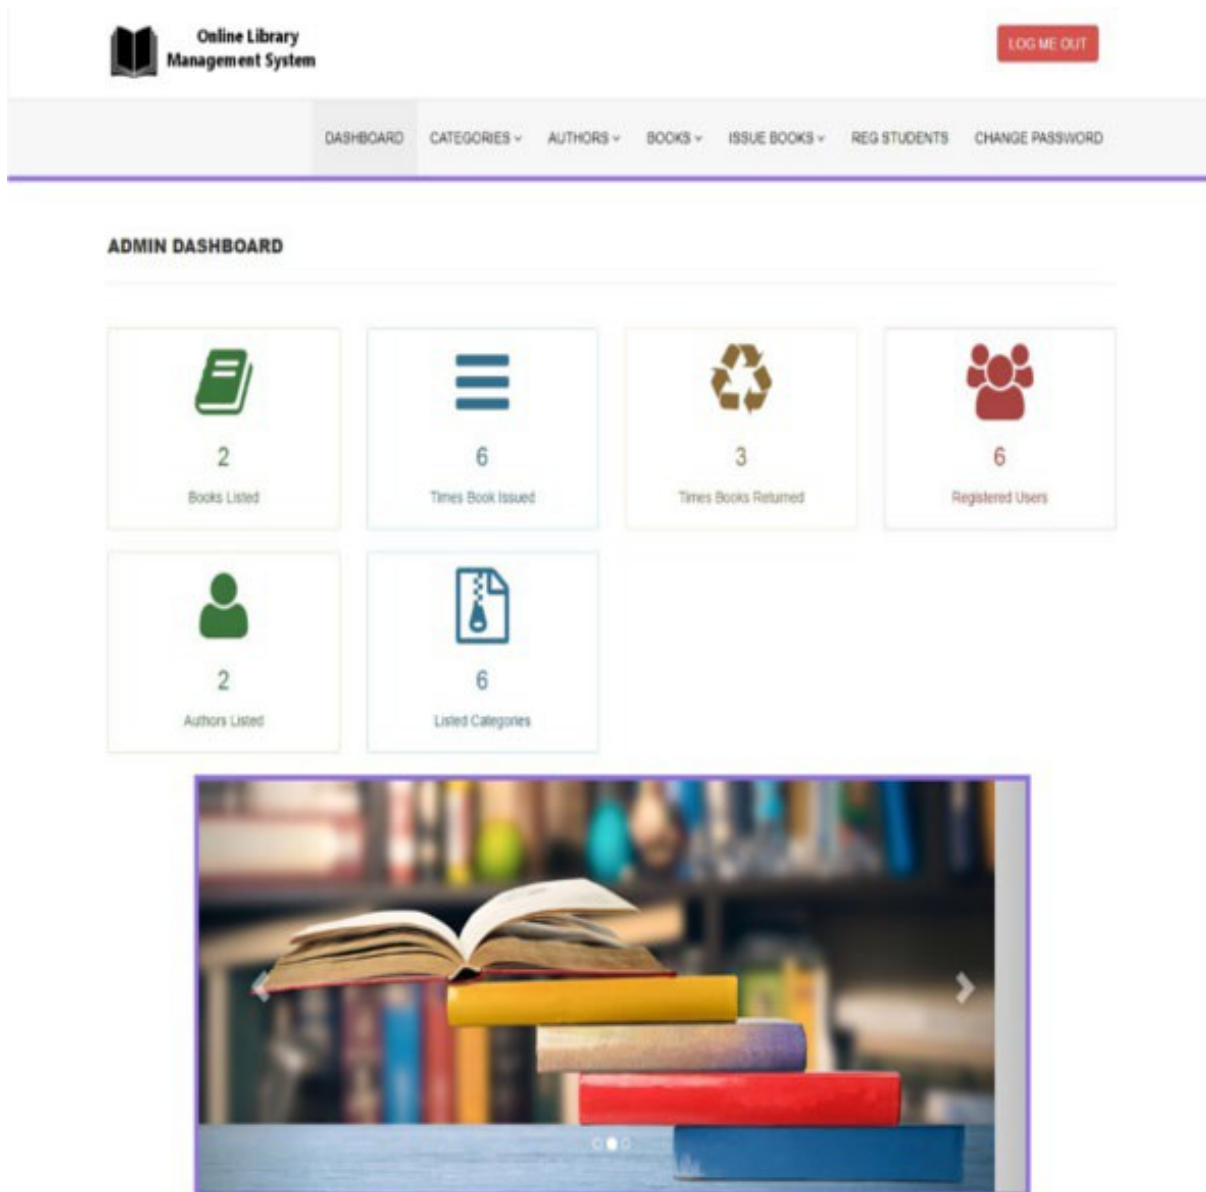 Online Library
Management System
LOG ME OUT
DASHBOARD CATEGORIES AUTHORS BOOKS ISSUE BOOKS REG STUDENTS CHANGE PASSWORD
ADMIN DASHBOARD
2
Books Listed
6
Times Book Issued
3
Times Books Returned
6
Registered Users
2
Authors Listed
6
Listed Categories